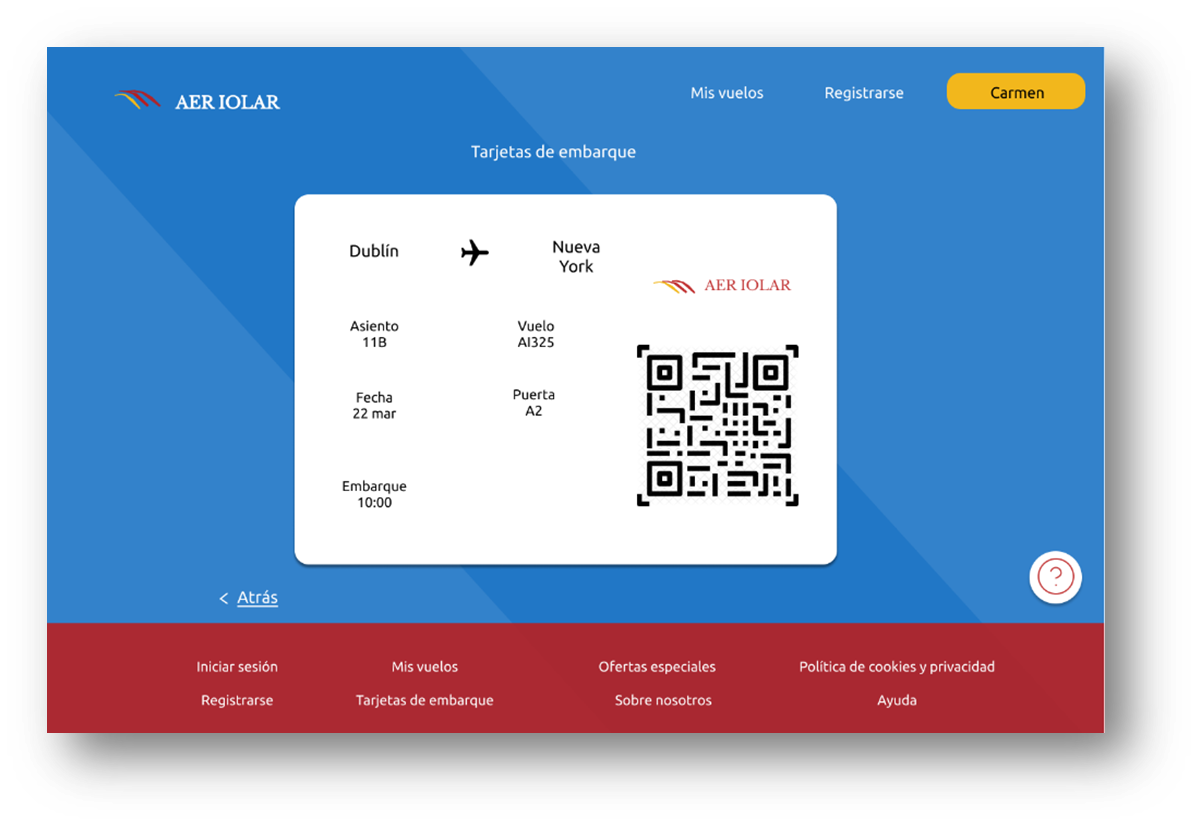 AER IOLAR
Mis vuelos
Registrarse
Carmen
Tarjetas de embarque
Dublín
Nueva
York
AER IOLAR
Asiento
11B
Vuelo
AI325
Fecha
22 mar
Puerta
A2
Embarque
10:00
?
< Atrás
Iniciar sesión
Mis vuelos
Ofertas especiales
Política de cookies y privacidad
Registrarse
Tarjetas de embarque
Sobre nosotros
Ayuda